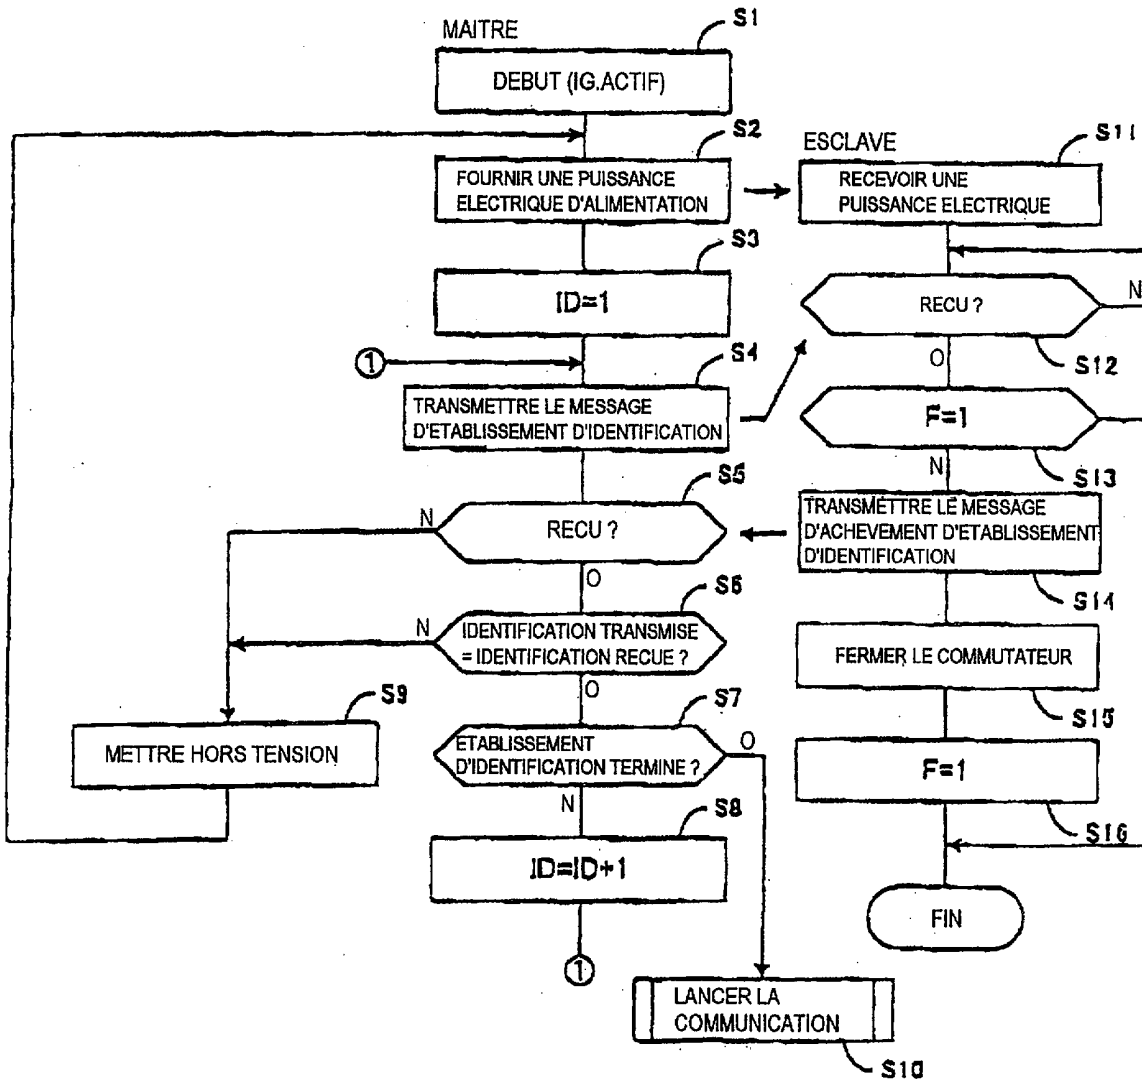 MAITRE
S1
DEBUT (IG.ACTIF)
S2
FOURNIR UNE PUISSANCE
ELECTRIQUE D'ALIMENTATION
S3
ID=1
1
S4
TRANSMETTRE LE MESSAGE
D'ETABLISSEMENT D'IDENTIFICATION
S5
N
RECU ?
O
S6
N
IDENTIFICATION TRANSMISE
= IDENTIFICATION RECUE ?
O
S9
METTRE HORS TENSION
S7
ETABLISSEMENT
D'IDENTIFICATION TERMINE ?
O
N
S8
ID=ID+1
1
LANCER LA
COMMUNICATION
S10
ESCLAVE
S11
RECEVOIR UNE
PUISSANCE ELECTRIQUE
RECU ?
N
S12
O
F=1
S13
N
TRANSMETTRE LE MESSAGE
D'ACHEVEMENT D'ETABLISSEMENT
D'IDENTIFICATION
S14
FERMER LE COMMUTATEUR
S15
F=1
S16
FIN